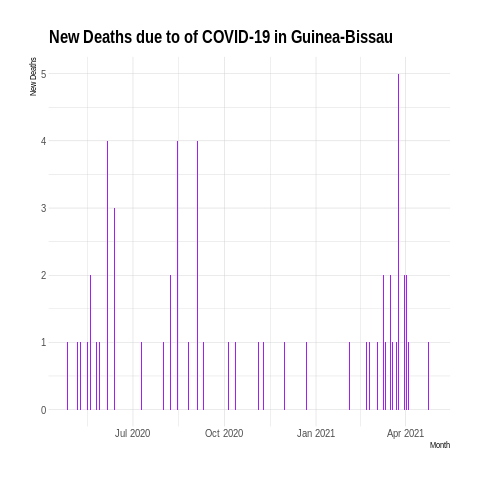 New Deaths due to of COVID-19 in Guinea-Bissau
New Deaths
5
4
3
2
1
0
Jul 2020 Oct 2020 Jan 2021 Apr 2021
Month